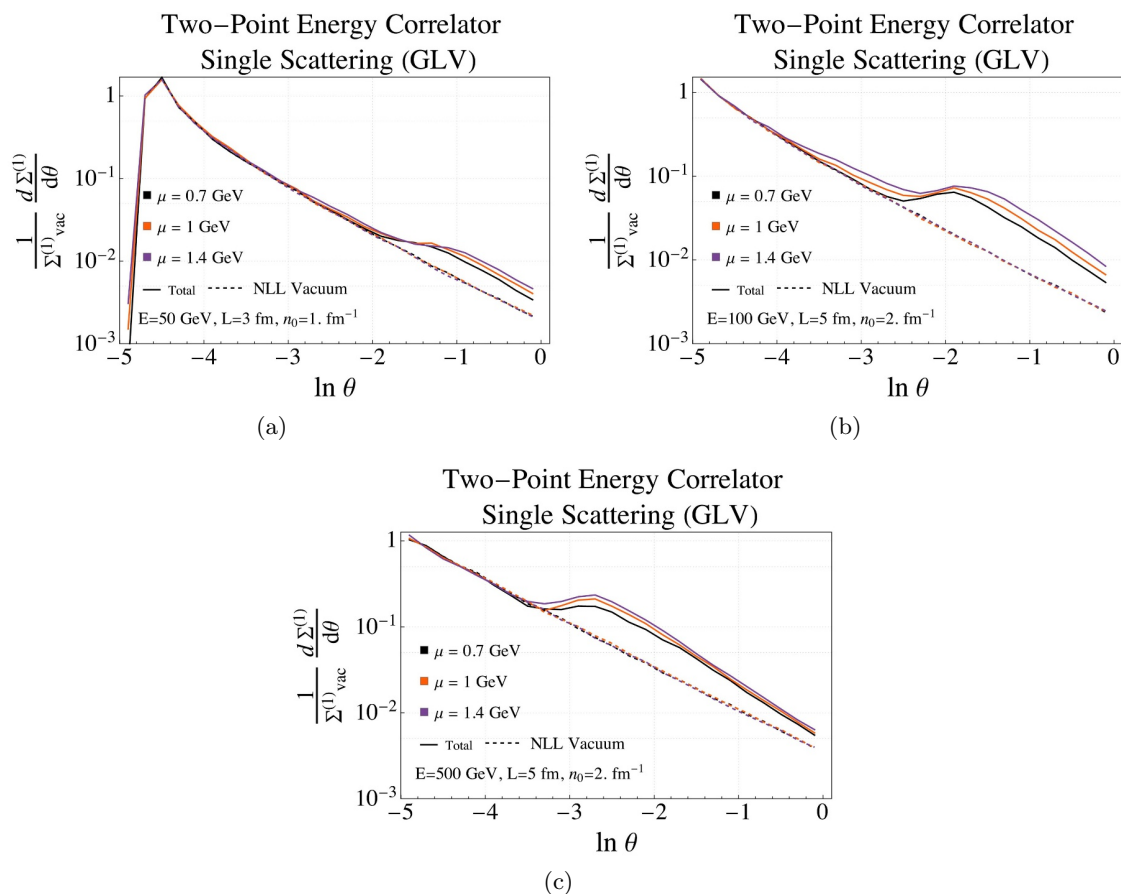 Two−Point Energy Correlator
Single Scattering (GLV)
1
10⁻¹
10⁻²
10⁻³
1/Σ⁽¹⁾vac dΣ⁽¹⁾/dθ
μ = 0.7 GeV
μ = 1 GeV
μ = 1.4 GeV
Total NLL Vacuum
E=50 GeV, L=3 fm, n₀=1. fm⁻¹
−5 −4 −3 −2 −1 0
ln θ
(a)
Two−Point Energy Correlator
Single Scattering (GLV)
1
10⁻¹
10⁻²
10⁻³
1/Σ⁽¹⁾vac dΣ⁽¹⁾/dθ
μ = 0.7 GeV
μ = 1 GeV
μ = 1.4 GeV
Total NLL Vacuum
E=100 GeV, L=5 fm, n₀=2. fm⁻¹
−5 −4 −3 −2 −1 0
ln θ
(b)
Two−Point Energy Correlator
Single Scattering (GLV)
1
10⁻¹
10⁻²
10⁻³
1/Σ⁽¹⁾vac dΣ⁽¹⁾/dθ
μ = 0.7 GeV
μ = 1 GeV
μ = 1.4 GeV
Total NLL Vacuum
E=500 GeV, L=5 fm, n₀=2. fm⁻¹
−5 −4 −3 −2 −1 0
ln θ
(c)